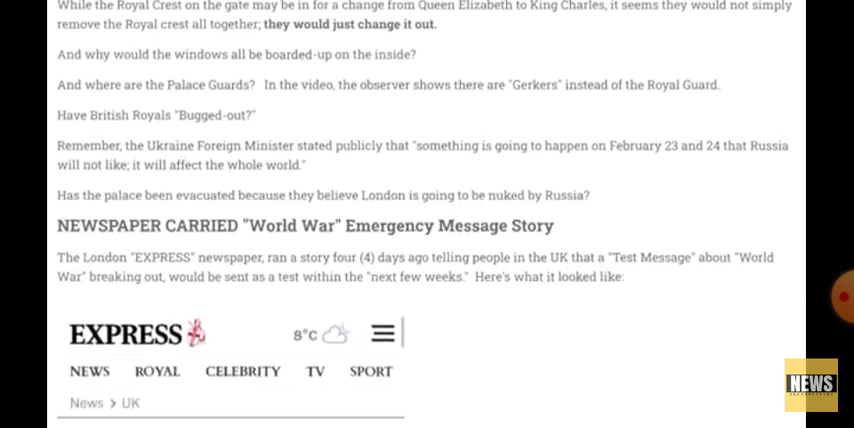 While the Royal Crest on the gate may be in for a change from Queen Elizabeth to King Charles, it seems they would not simply
remove the Royal crest all together; they would just change it out.
And why would the windows all be boarded-up on the inside?
And where are the Palace Guards? In the video, the observer shows there are "Gerkers" instead of the Royal Guard.
Have British Royals "Bugged-out?"
Remember, the Ukraine Foreign Minister stated publicly that "something is going to happen on February 23 and 24 that Russia
will not like; it will affect the whole world."
Has the palace been evacuated because they believe London is going to be nuked by Russia?
NEWSPAPER CARRIED "World War" Emergency Message Story
The London "EXPRESS" newspaper, ran a story four (4) days ago telling people in the UK that a "Test Message" about "World
War" breaking out, would be sent as a test within the "next few weeks." Here's what it looked like:
EXPRESS 8°C
NEWS ROYAL CELEBRITY TV SPORT
News > UK
NEWS